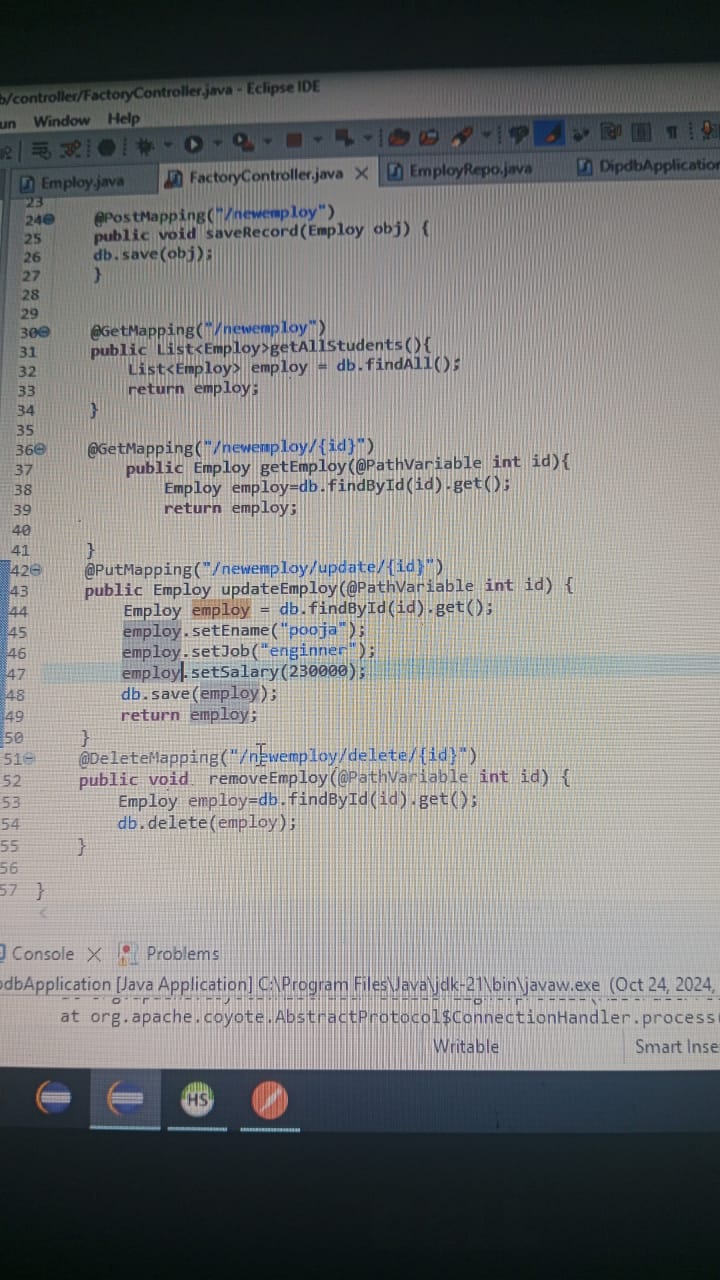 b/controller/FactoryController.java - Eclipse IDE
un Window Help
Employ.java FactoryController.java EmployRepo.java DipdbApplication
23
24 @PostMapping("/newemploy")
25 public void saveRecord(Employ obj) {
26 db.save(obj);
27 }
28
29
30 @GetMapping("/newemploy")
31 public List<Employ>getAllStudents(){
32 List<Employ> employ = db.findAll();
33 return employ;
34 }
35
36 @GetMapping("/newemploy/{id}")
37 public Employ getEmploy(@PathVariable int id){
38 Employ employ=db.findById(id).get();
39 return employ;
40
41 }
42 @PutMapping("/newemploy/update/{id}")
43 public Employ updateEmploy(@PathVariable int id) {
44 Employ employ = db.findById(id).get();
45 employ.setEname("pooja");
46 employ.setJob("enginner");
47 employ.setSalary(230000);
48 db.save(employ);
49 return employ;
50 }
51 @DeleteMapping("/newemploy/delete/{id}")
52 public void removeEmploy(@PathVariable int id) {
53 Employ employ=db.findById(id).get();
54 db.delete(employ);
55 }
56
57 }
Console Problems
dbApplication [Java Application] C:\Program Files\Java\jdk-21\bin\javaw.exe (Oct 24, 2024,
at org.apache.coyote.AbstractProtocol$ConnectionHandler.process
Writable Smart Inse
HS